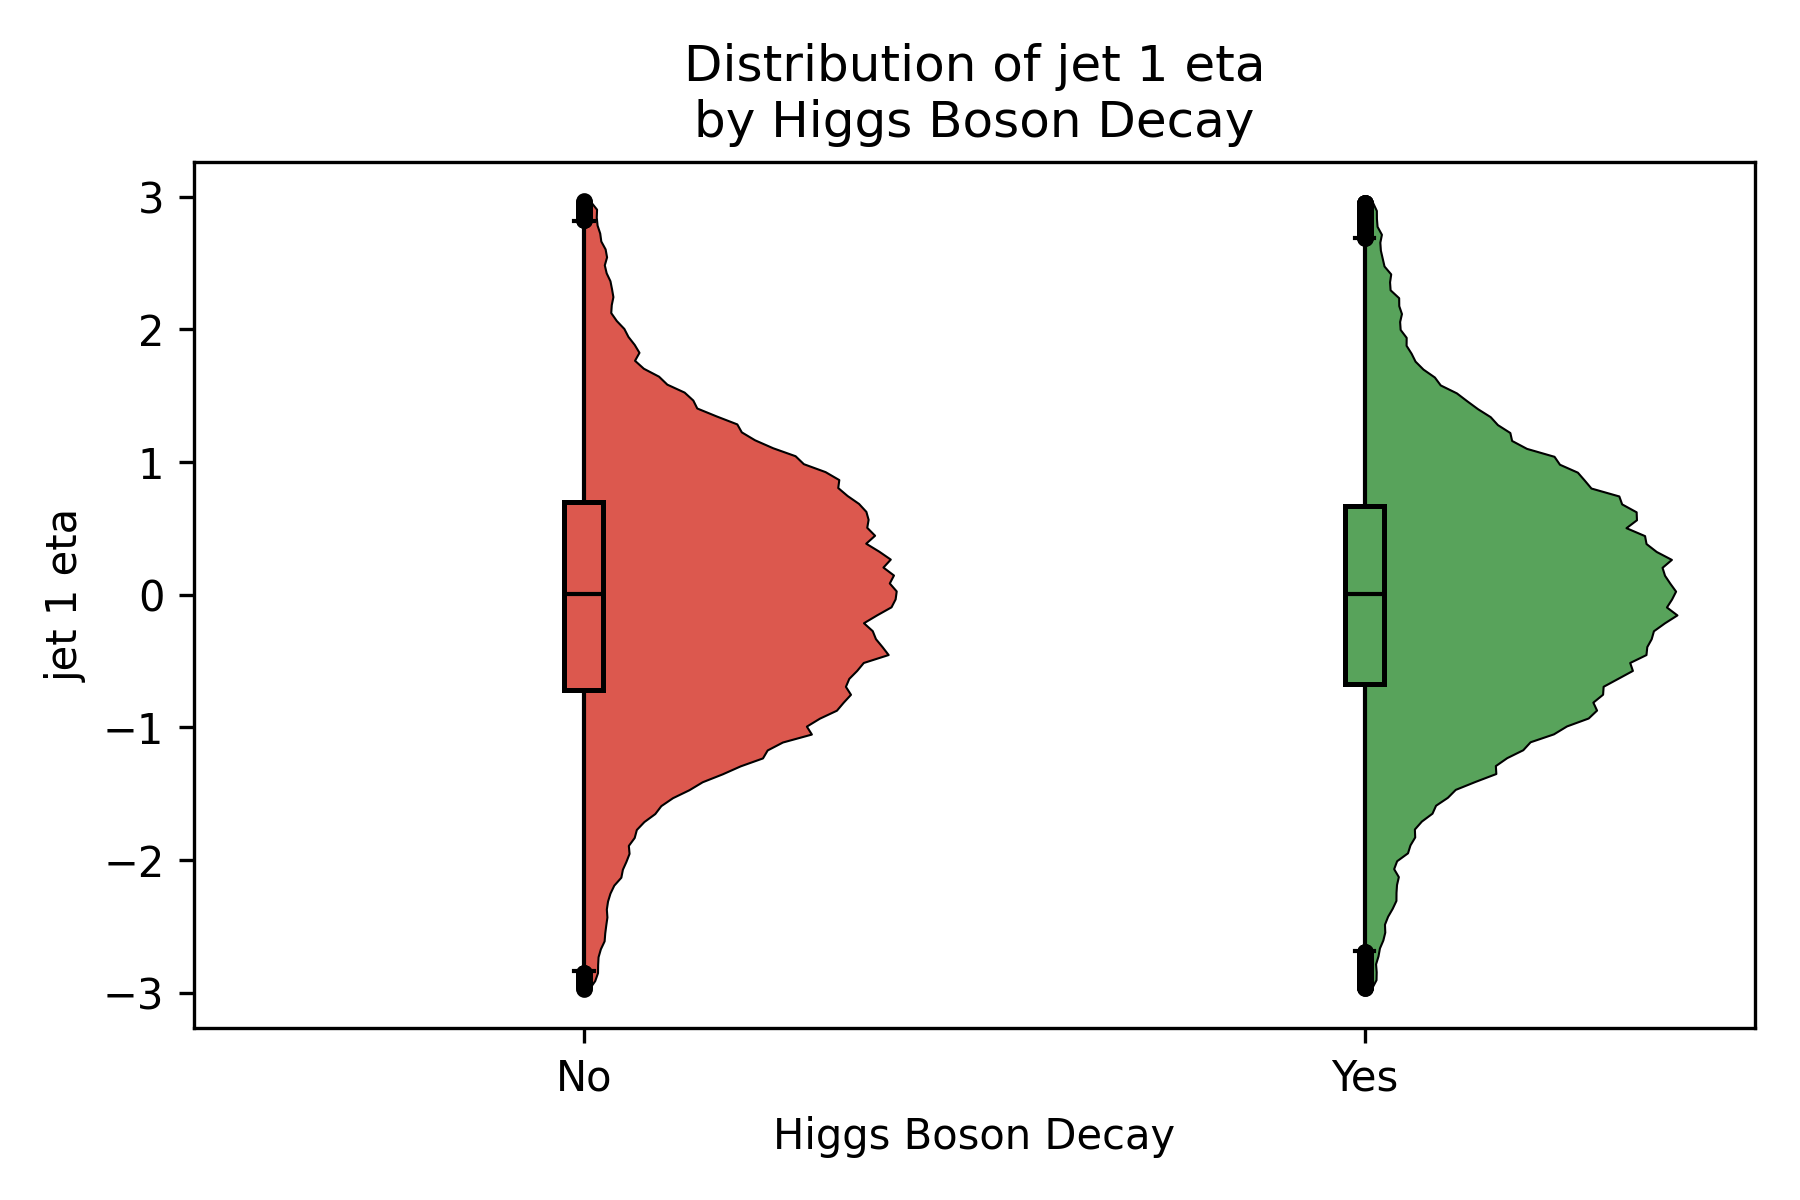 Distribution of jet 1 eta
by Higgs Boson Decay
3
2
1
0
−1
−2
−3
jet 1 eta
No
Yes
Higgs Boson Decay